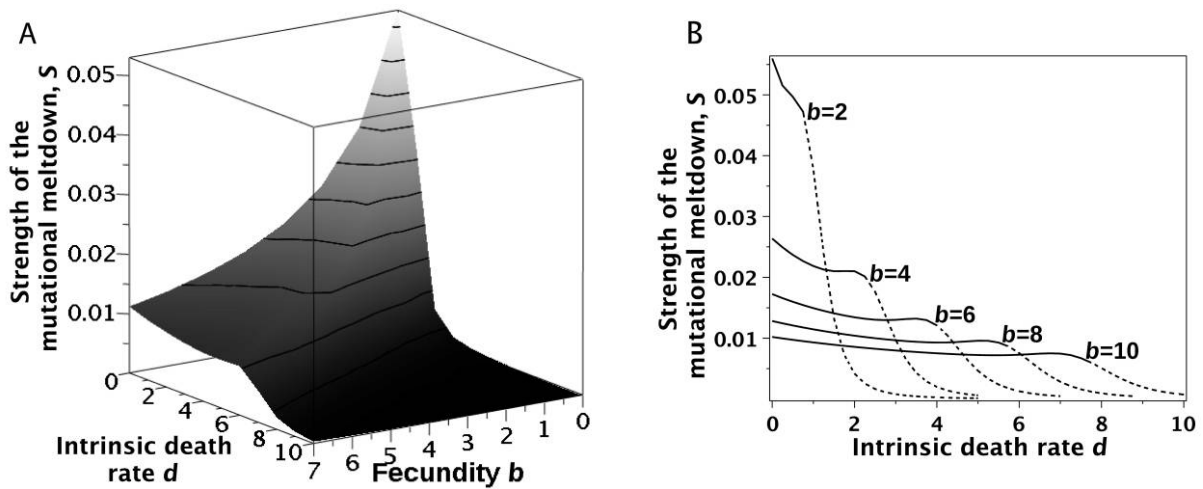 A
Strength of the
mutational meltdown, S
0.05
0.04
0.03
0.02
0.01
0
2
4
6
8
10
Intrinsic death
rate d
7
6
5
4
3
2
1
0
Fecundity b
B
Strength of the
mutational meltdown, S
0.05
0.04
0.03
0.02
0.01
b=2
b=4
b=6
b=8
b=10
0
2
4
6
8
10
Intrinsic death rate d